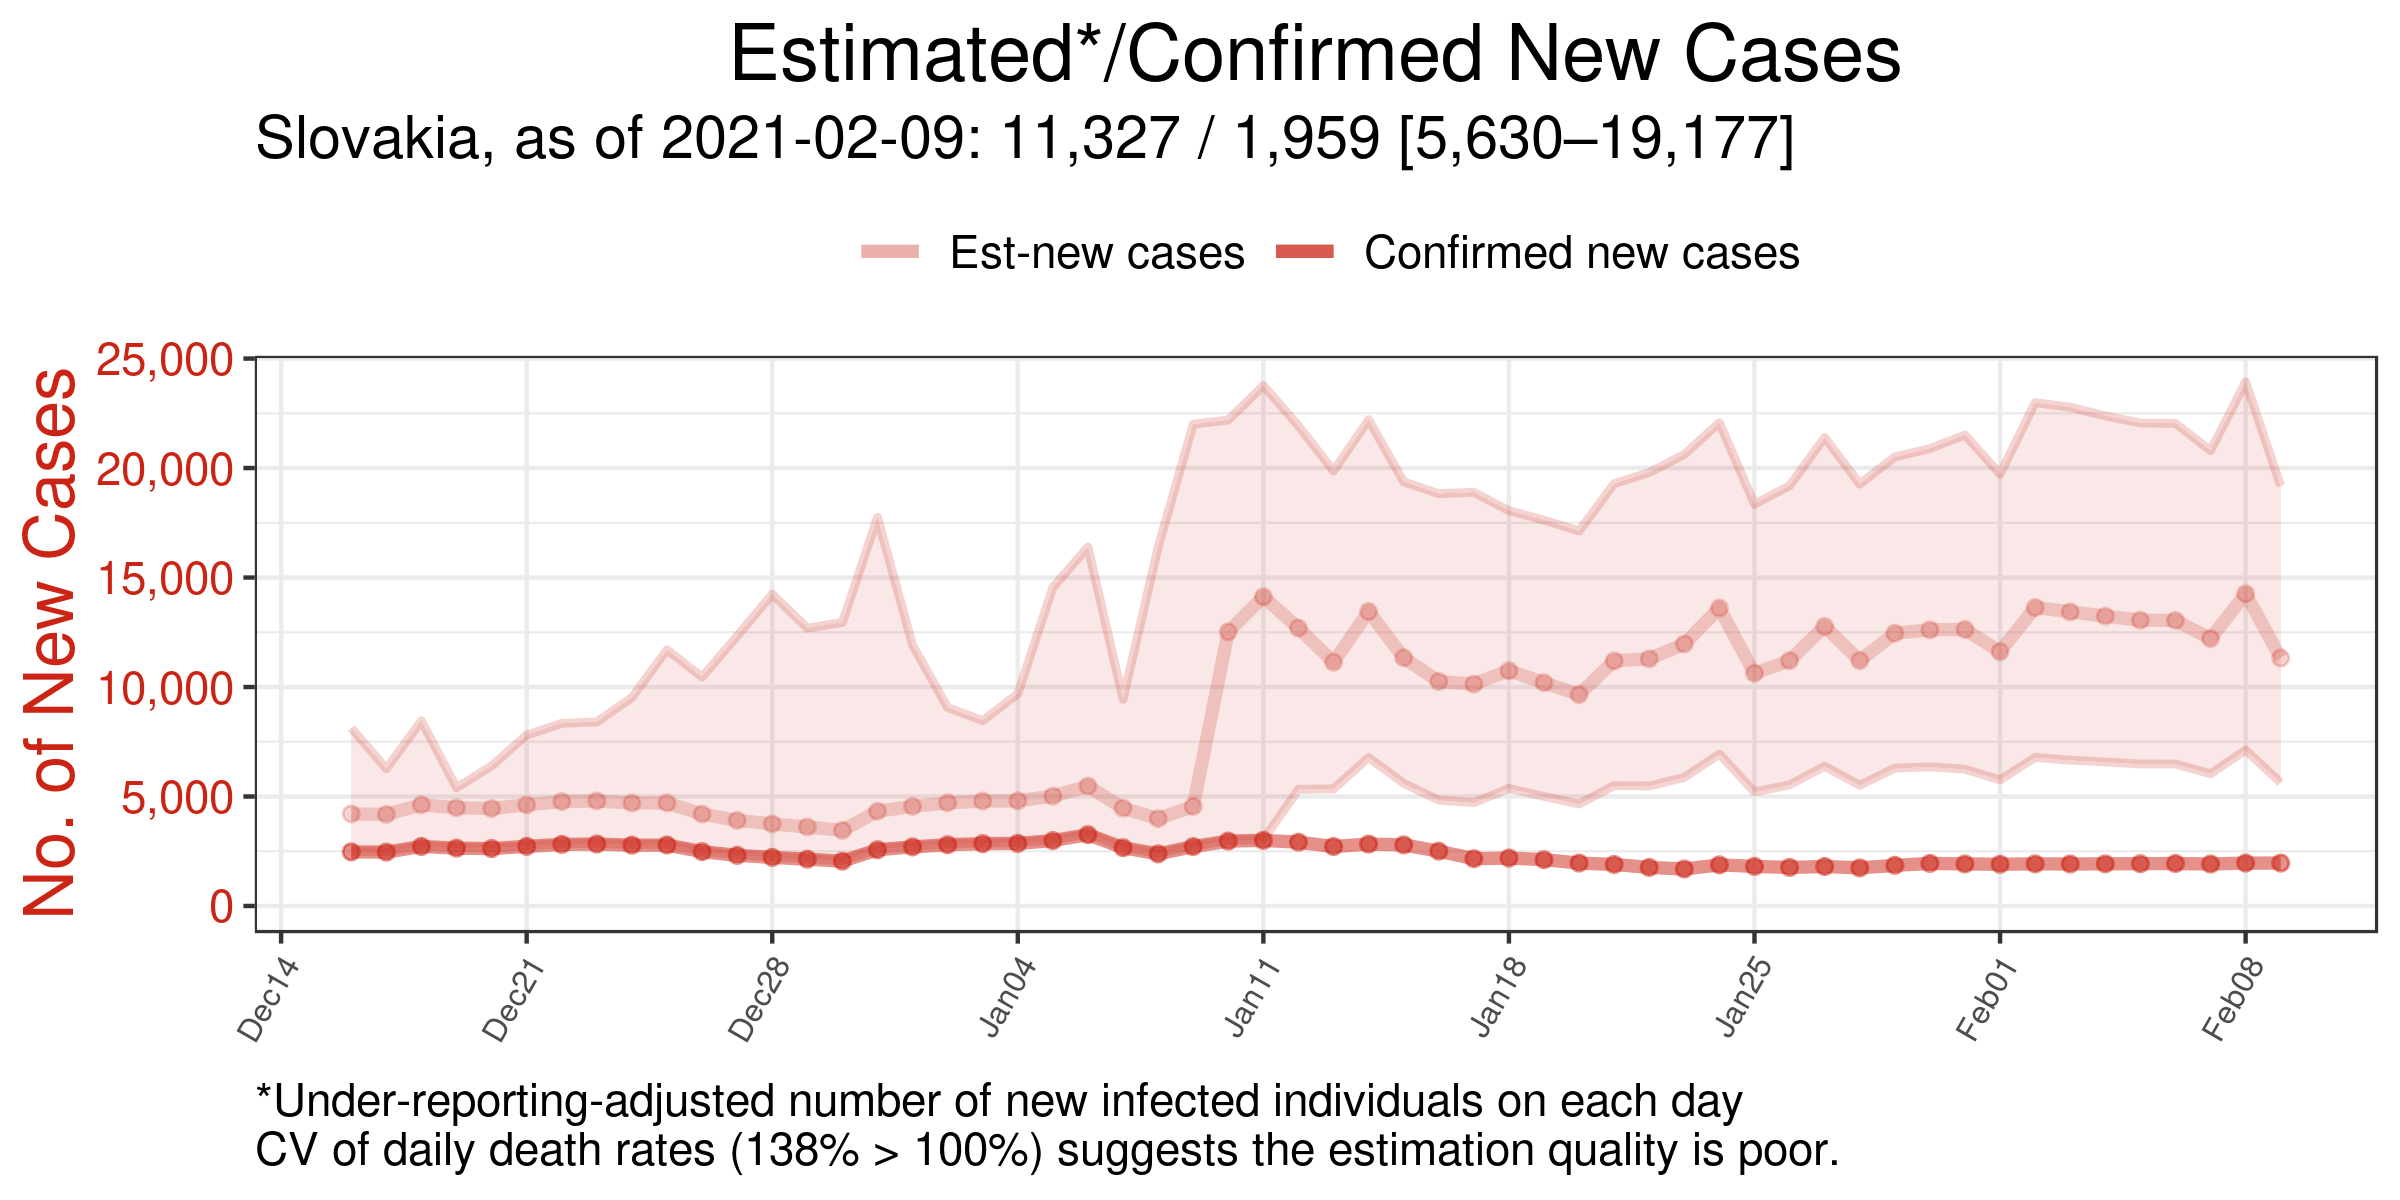 Estimated*/Confirmed New Cases
Slovakia, as of 2021-02-09: 11,327 / 1,959 [5,630–19,177]
Est-new cases Confirmed new cases
No. of New Cases
25,000
20,000
15,000
10,000
5,000
0
Dec14 Dec21 Dec28 Jan04 Jan11 Jan18 Jan25 Feb01 Feb08
*Under-reporting-adjusted number of new infected individuals on each day
CV of daily death rates (138% > 100%) suggests the estimation quality is poor.